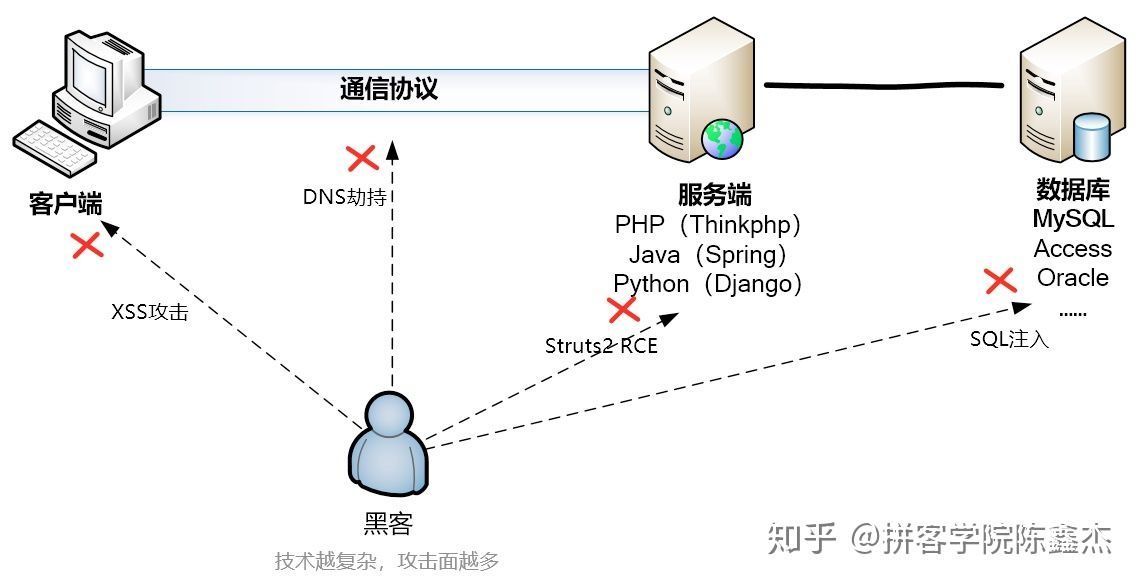 通信协议
客户端
DNS劫持
服务端
PHP（Thinkphp）
Java（Spring）
Python（Django）
数据库
MySQL
Access
Oracle
......
XSS攻击
Struts2 RCE
SQL注入
黑客
技术越复杂，攻击面越多
知乎 @拼客学院陈鑫杰